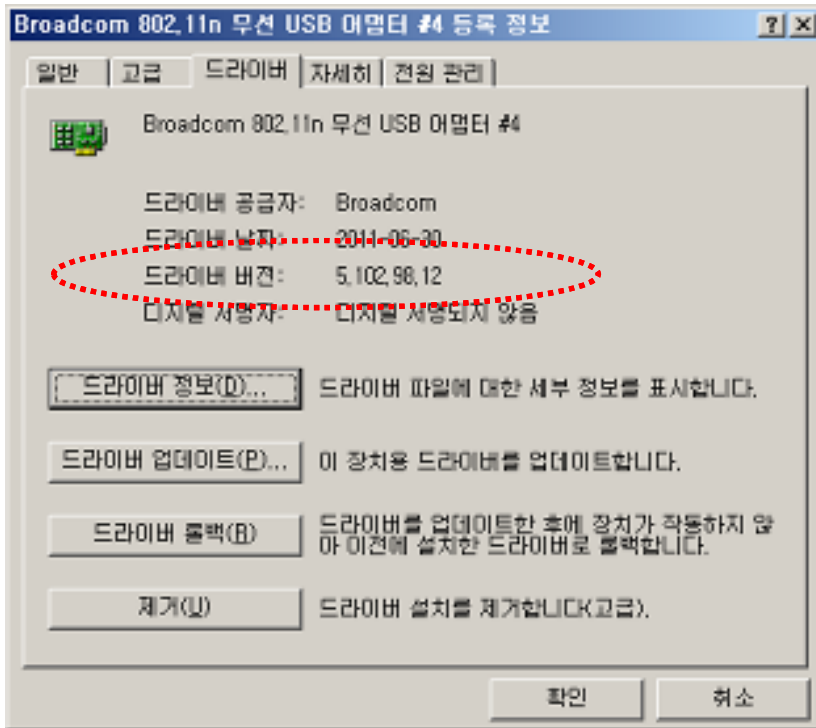 Broadcom 802.11n 무선 USB 어댑터 #4 등록 정보
일반 고급 드라이버 자세히 전원 관리
Broadcom 802.11n 무선 USB 어댑터 #4
드라이버 공급자: Broadcom
드라이버 날짜: 2011-06-30
드라이버 버전: 5.102.98.12
디지털 서명자: 디지털 서명되지 않음
드라이버 정보(D)... 드라이버 파일에 대한 세부 정보를 표시합니다.
드라이버 업데이트(P)... 이 장치용 드라이버를 업데이트합니다.
드라이버 롤백(R) 드라이버를 업데이트한 후에 장치가 작동하지 않
아 이전에 설치한 드라이버로 롤백합니다.
제거(U) 드라이버 설치를 제거합니다(고급).
확인 취소